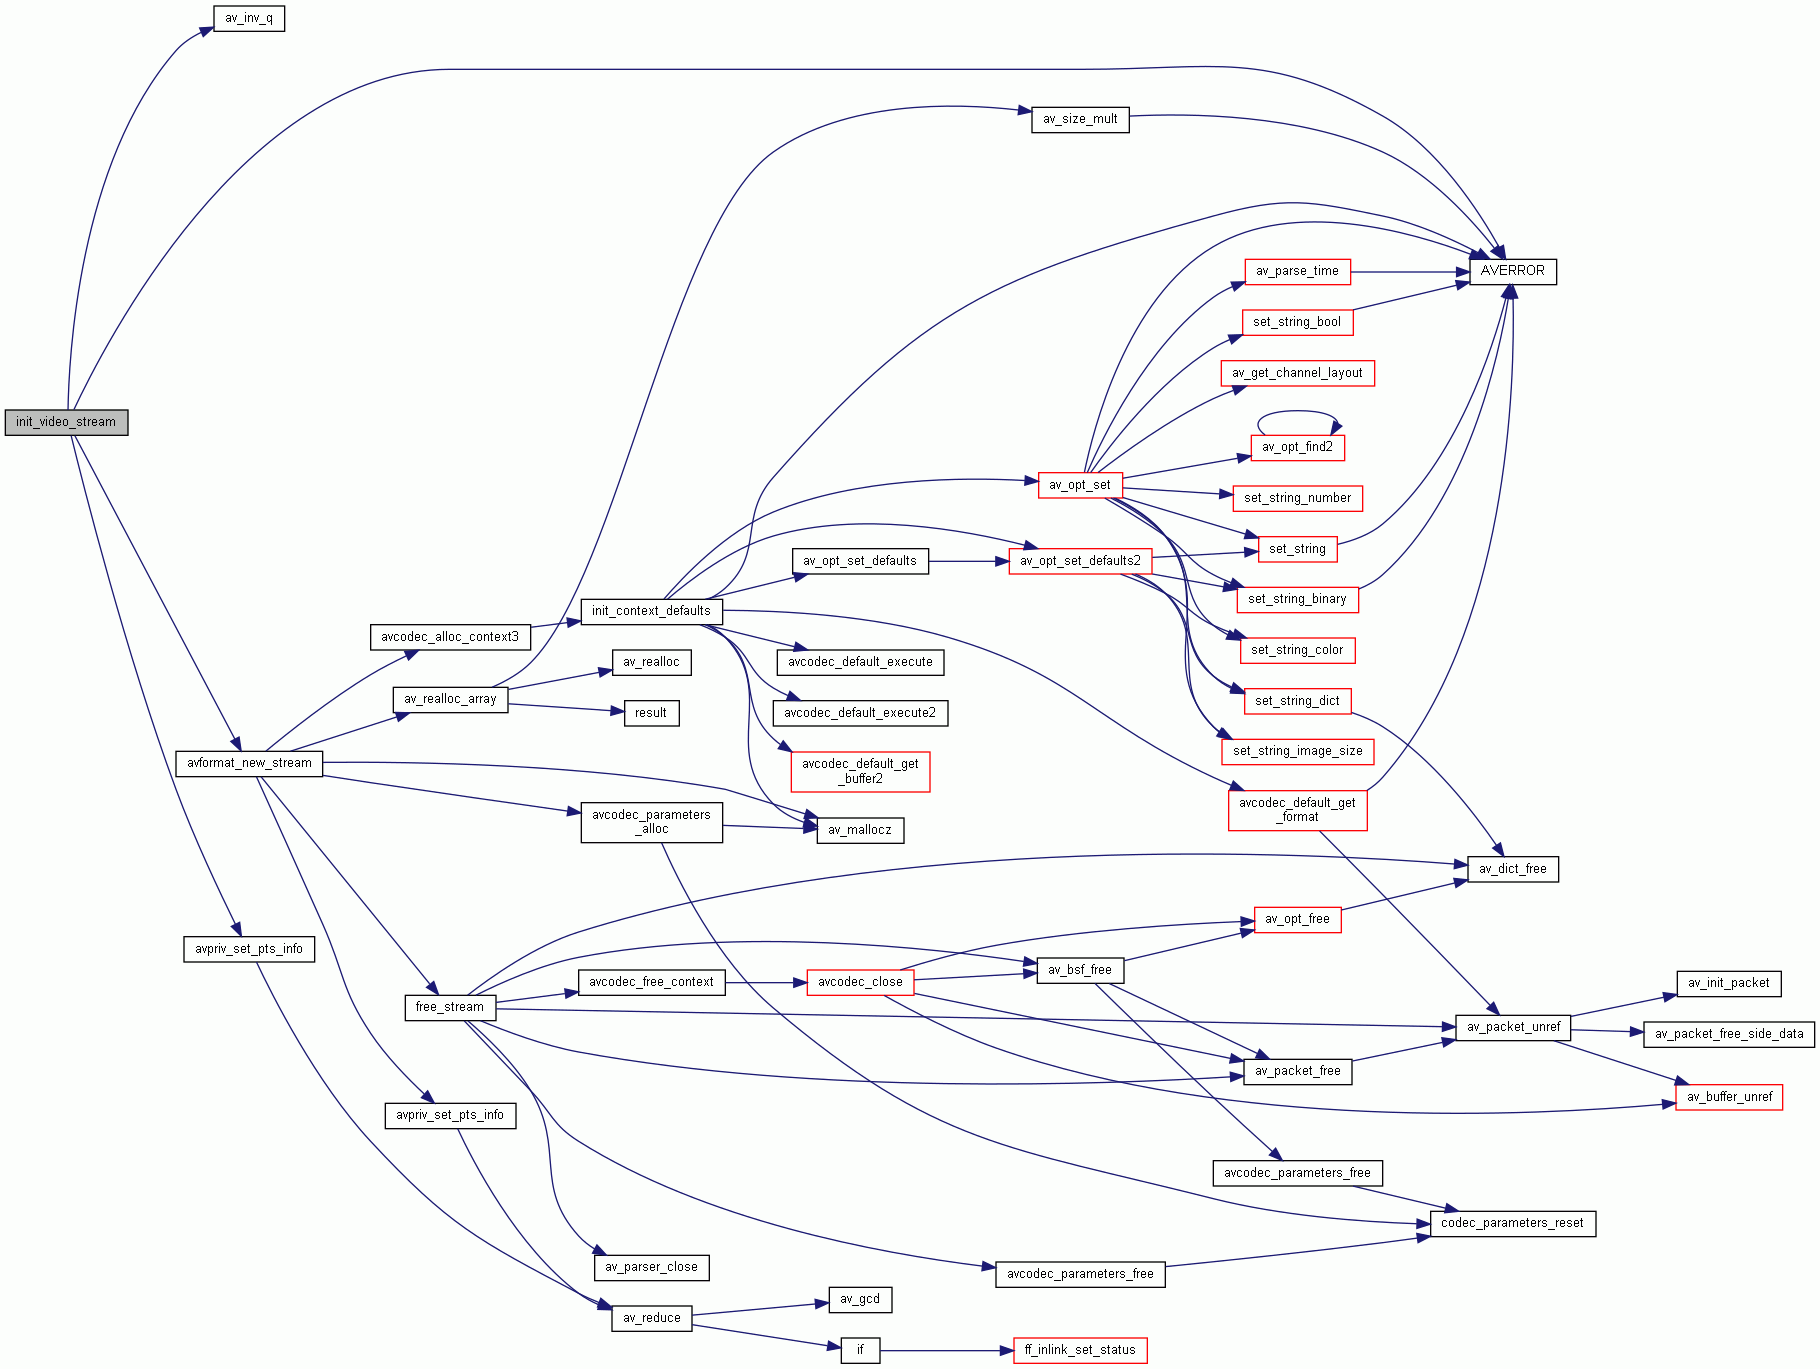 av_inv_q
av_size_mult
AVERROR
av_parse_time
set_string_bool
av_get_channel_layout
init_video_stream
av_opt_find2
av_opt_set
set_string_number
set_string
av_opt_set_defaults
av_opt_set_defaults2
set_string_binary
init_context_defaults
avcodec_alloc_context3
set_string_color
av_realloc
avcodec_default_execute
av_realloc_array
set_string_dict
result
avcodec_default_execute2
set_string_image_size
avformat_new_stream
avcodec_default_get
_buffer2
avcodec_default_get
_format
avcodec_parameters
_alloc
av_mallocz
av_dict_free
av_opt_free
avpriv_set_pts_info
av_bsf_free
avcodec_free_context
avcodec_close
av_init_packet
free_stream
av_packet_unref
av_packet_free_side_data
av_packet_free
av_buffer_unref
avpriv_set_pts_info
avcodec_parameters_free
codec_parameters_reset
av_parser_close
avcodec_parameters_free
av_gcd
av_reduce
if
ff_inlink_set_status